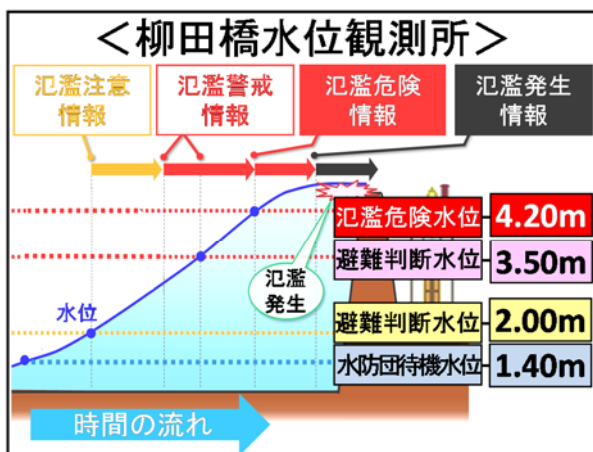 ＜柳田橋水位観測所＞
氾濫注意
情報
氾濫警戒
情報
氾濫危険
情報
氾濫発生
情報
氾濫危険水位
4.20m
避難判断水位
3.50m
氾濫
発生
水位
避難判断水位
2.00m
水防団待機水位
1.40m
時間の流れ